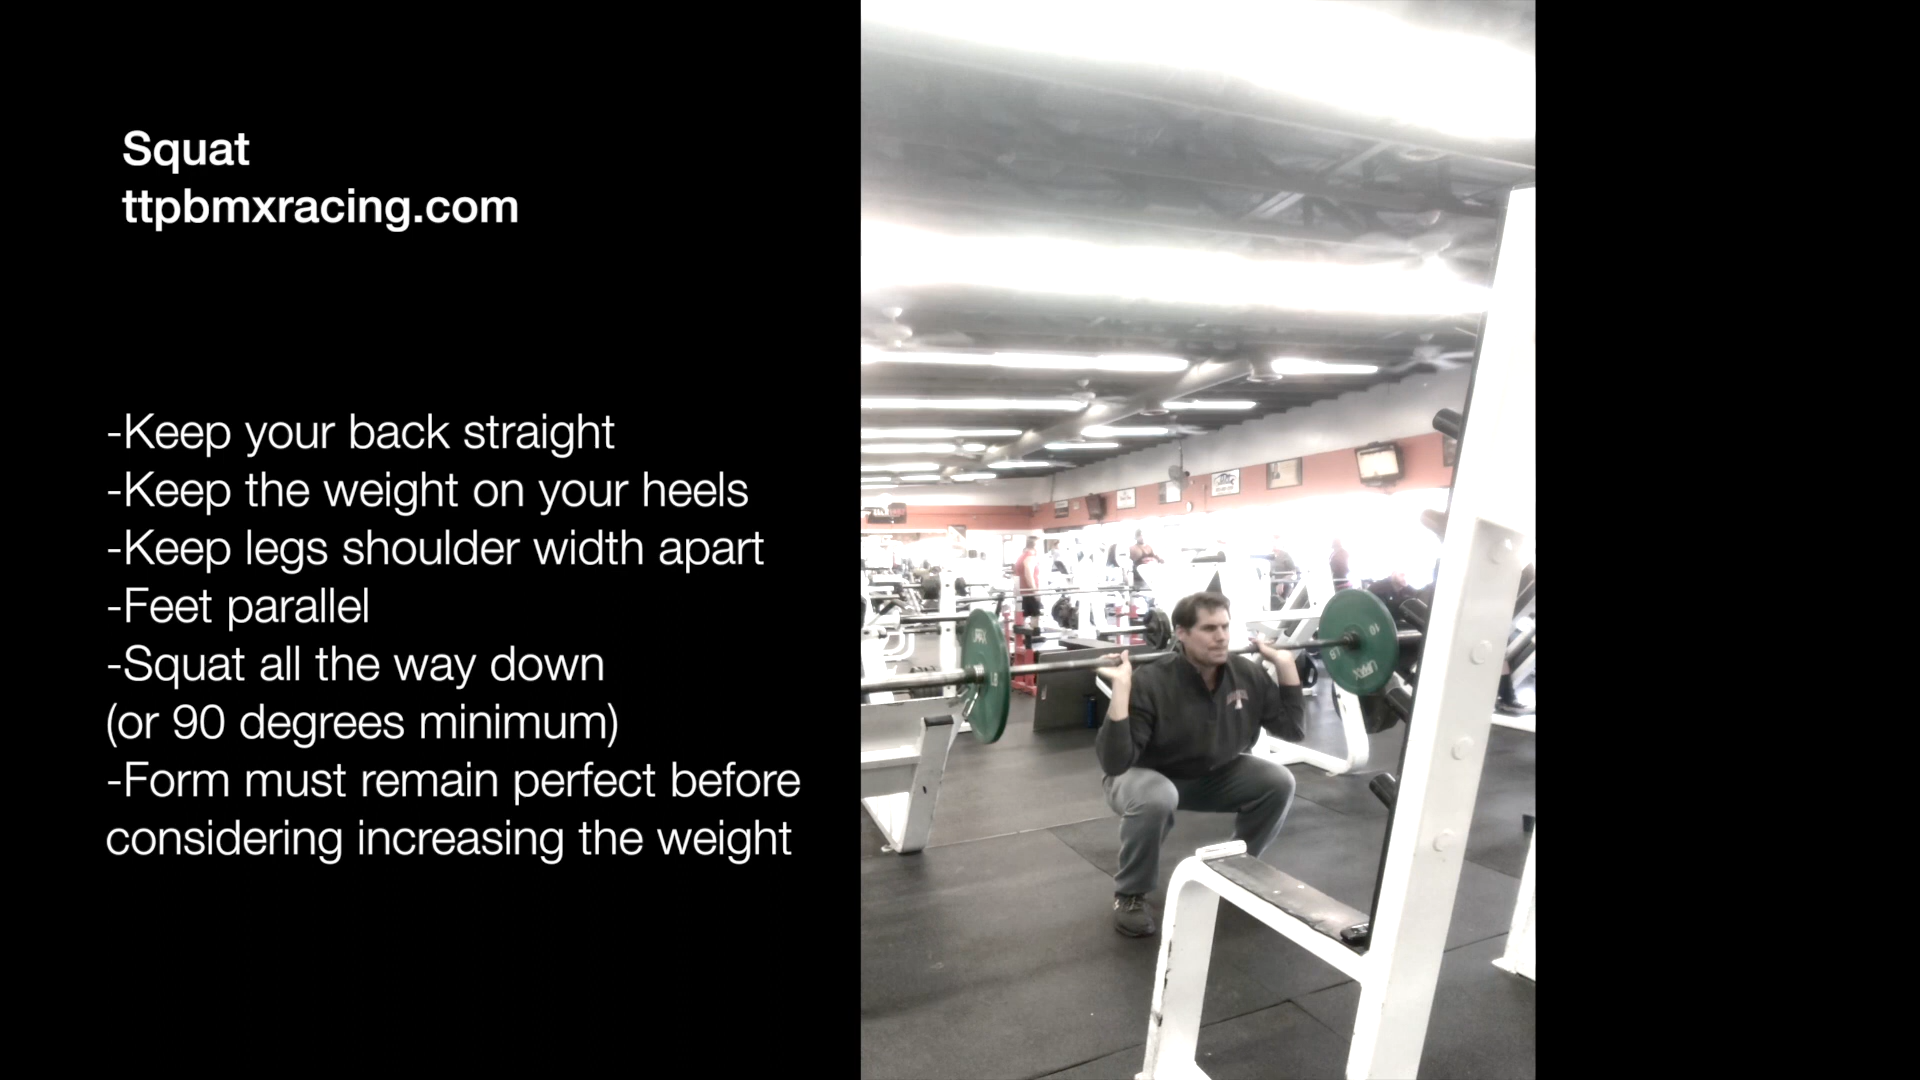 Squat
ttpbmxracing.com
-Keep your back straight
-Keep the weight on your heels
-Keep legs shoulder width apart
-Feet parallel
-Squat all the way down
(or 90 degrees minimum)
-Form must remain perfect before
considering increasing the weight
10
LB